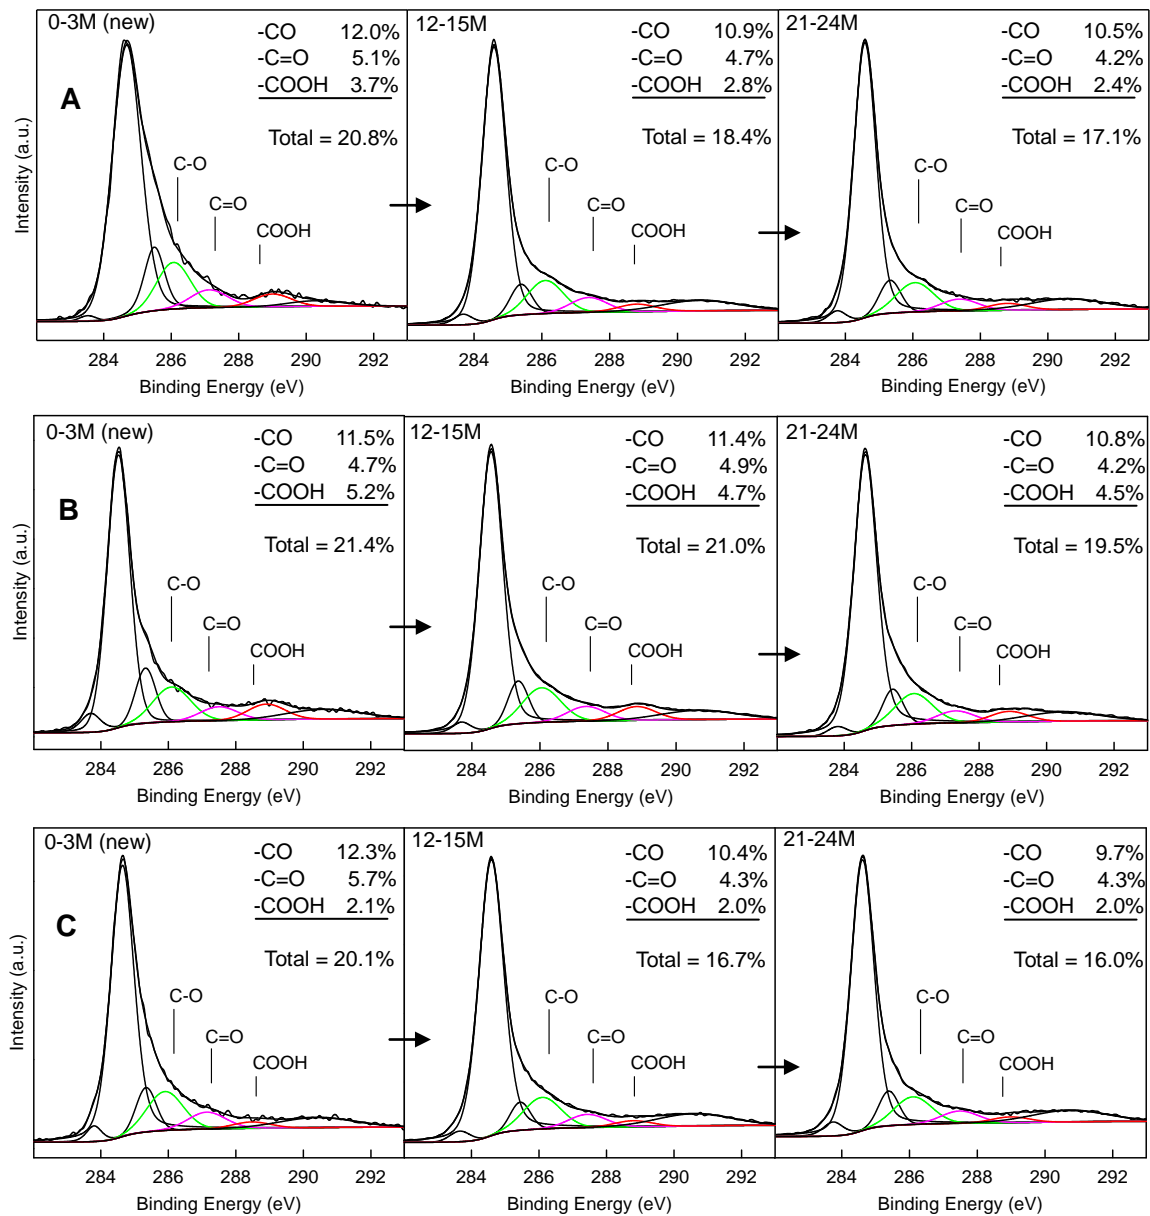 0-3M (new)
-CO 12.0%
-C=O 5.1%
-COOH 3.7%
Total = 20.8%
A
C-O
C=O
COOH
12-15M
-CO 10.9%
-C=O 4.7%
-COOH 2.8%
Total = 18.4%
C-O
C=O
COOH
21-24M
-CO 10.5%
-C=O 4.2%
-COOH 2.4%
Total = 17.1%
C-O
C=O
COOH
Intensity (a.u.)
284 286 288 290 292
284 286 288 290 292
284 286 288 290 292
Binding Energy (eV)
Binding Energy (eV)
Binding Energy (eV)
0-3M (new)
-CO 11.5%
-C=O 4.7%
-COOH 5.2%
Total = 21.4%
B
C-O
C=O
COOH
12-15M
-CO 11.4%
-C=O 4.9%
-COOH 4.7%
Total = 21.0%
C-O
C=O
COOH
21-24M
-CO 10.8%
-C=O 4.2%
-COOH 4.5%
Total = 19.5%
C-O
C=O
COOH
Intensity (a.u.)
284 286 288 290 292
284 286 288 290 292
284 286 288 290 292
Binding Energy (eV)
Binding Energy (eV)
Binding Energy (eV)
0-3M (new)
-CO 12.3%
-C=O 5.7%
-COOH 2.1%
Total = 20.1%
C
C-O
C=O
COOH
12-15M
-CO 10.4%
-C=O 4.3%
-COOH 2.0%
Total = 16.7%
C-O
C=O
COOH
21-24M
-CO 9.7%
-C=O 4.3%
-COOH 2.0%
Total = 16.0%
C-O
C=O
COOH
Intensity (a.u.)
284 286 288 290 292
284 286 288 290 292
284 286 288 290 292
Binding Energy (eV)
Binding Energy (eV)
Binding Energy (eV)